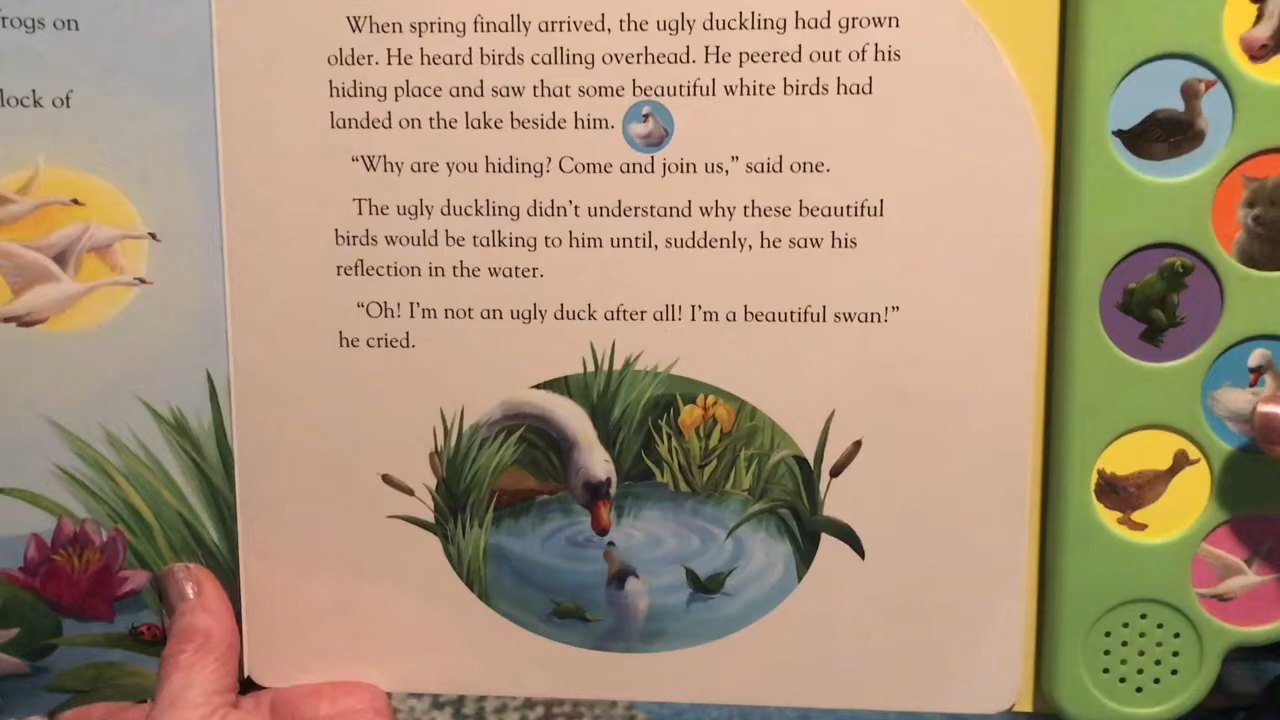 rogs on
lock of
When spring finally arrived, the ugly duckling had grown
older. He heard birds calling overhead. He peered out of his
hiding place and saw that some beautiful white birds had
landed on the lake beside him.
“Why are you hiding? Come and join us,” said one.
The ugly duckling didn’t understand why these beautiful
birds would be talking to him until, suddenly, he saw his
reflection in the water.
“Oh! I'm not an ugly duck after all! I'm a beautiful swan!”
he cried.